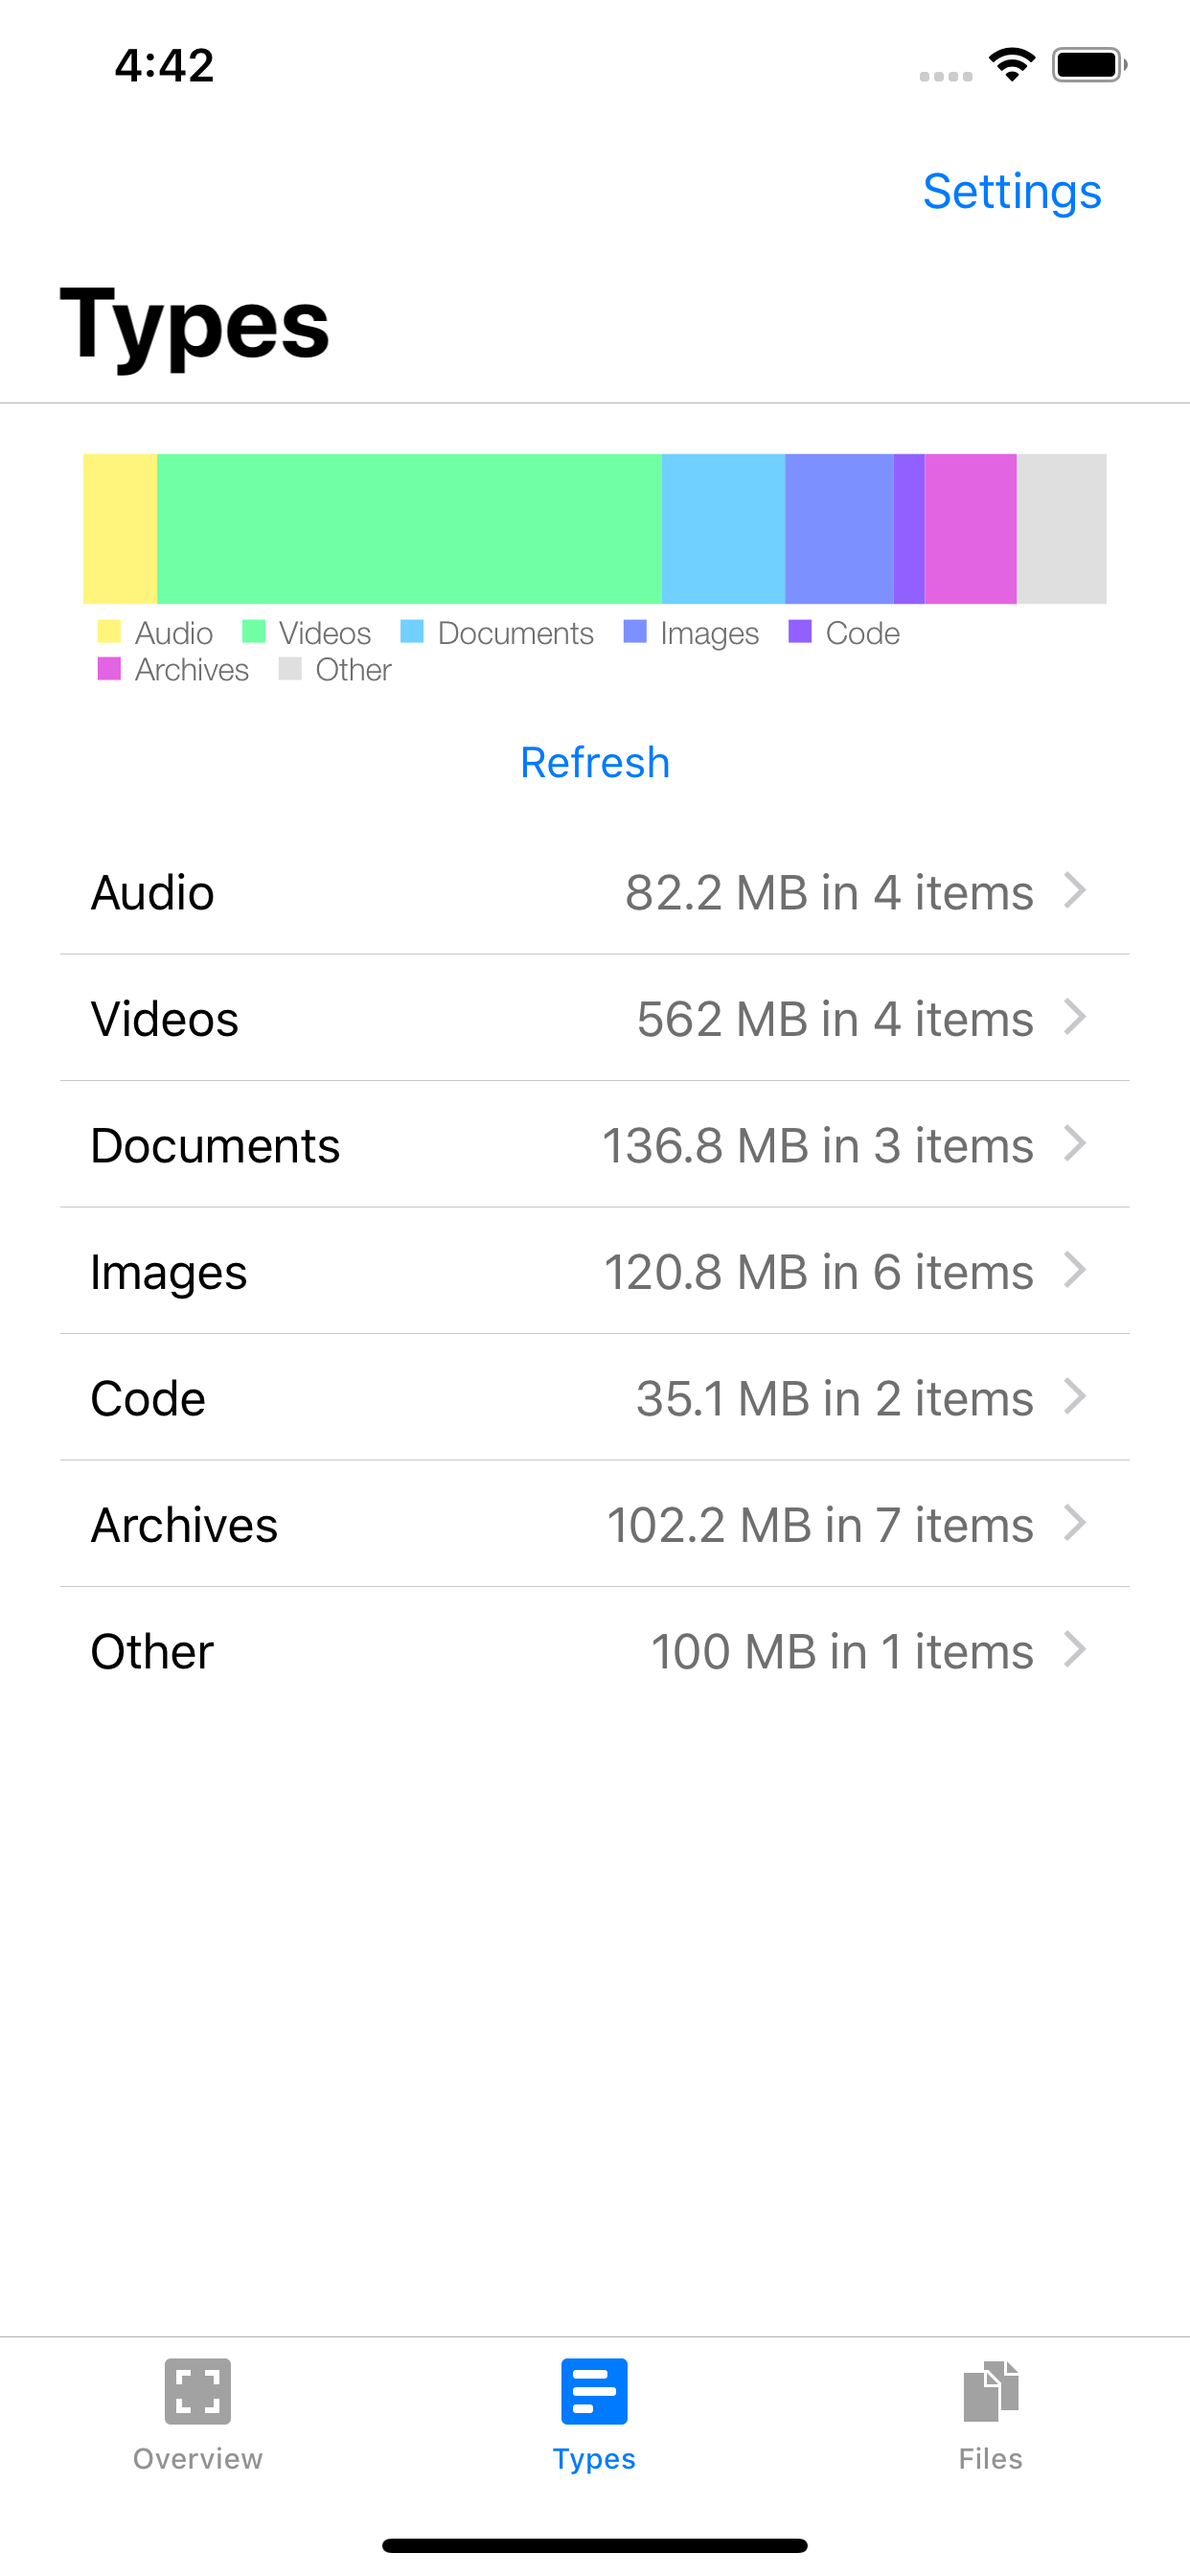 4:42
Settings
Types
Audio Videos Documents Images Code
Archives Other
Refresh
Audio 82.2 MB in 4 items
Videos 562 MB in 4 items
Documents 136.8 MB in 3 items
Images 120.8 MB in 6 items
Code 35.1 MB in 2 items
Archives 102.2 MB in 7 items
Other 100 MB in 1 items
Overview Types Files